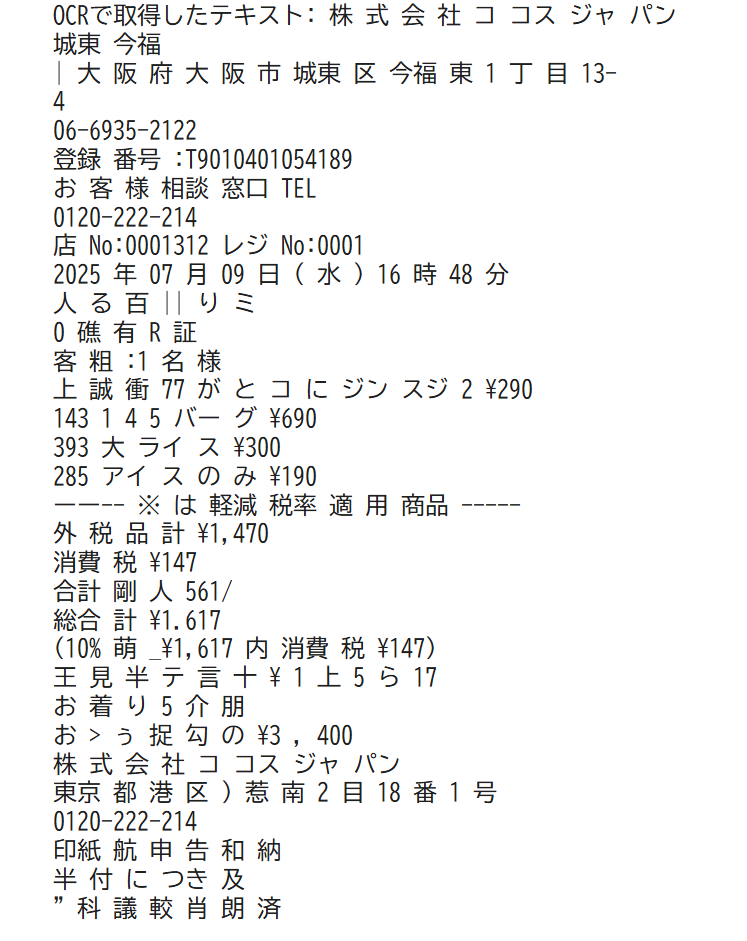 OCRで取得したテキスト: 株 式 会 社 コ コス ジャ パン
城東 今福
| 大 阪 府 大 阪 市 城東 区 今福 東 1 丁 目 13-
4
06-6935-2122
登録 番号 :T9010401054189
お 客 様 相談 窓口 TEL
0120-222-214
店 No:0001312 レジ No:0001
2025 年 07 月 09 日 ( 水 ) 16 時 48 分
人 る 百 || り ミ
0 礁 有 R 証
客 粗 :1 名 様
上 誠 衝 77 が と コ に ジン スジ 2 ¥290
143 1 4 5 バー グ ¥690
393 大 ライ ス ¥300
285 アイ ス の み ¥190
ーー-- ※ は 軽減 税率 適 用 商品 -----
外 税 品 計 ¥1,470
消費 税 ¥147
合計 剛 人 561/
総合 計 ¥1.617
(10% 萌 _¥1,617 内 消費 税 ¥147)
王 見 半 テ 言 十 ¥ 1 上 5 ら 17
お 着 り 5 介 朋
お > ぅ 捉 勾 の ¥3 , 400
株 式 会 社 コ コス ジャ パン
東京 都 港 区 ) 惹 南 2 目 18 番 1 号
0120-222-214
印紙 航 申 告 和 納
半 付 に つき 及
” 科 議 較 肖 朗 済